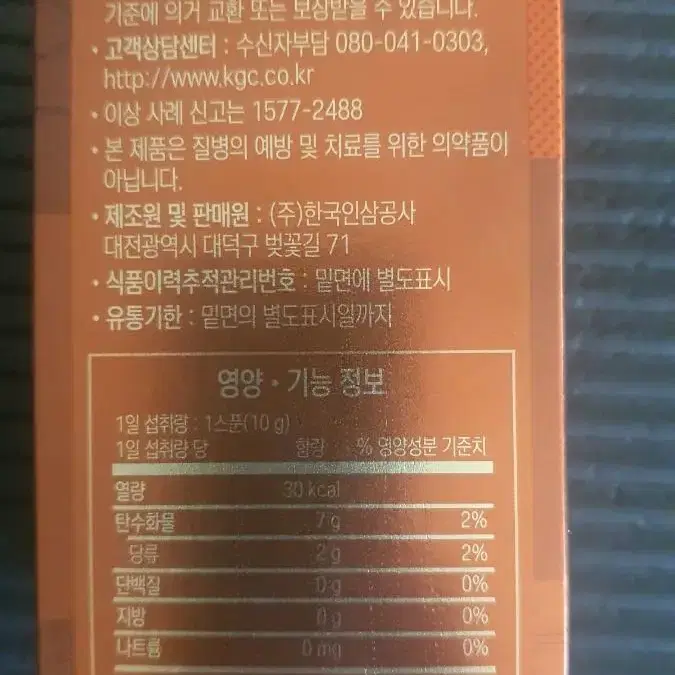 기준에 의거 교환 또는 보상받을 수 있습니다.
• 고객상담센터 : 수신자부담 080-041-0303,
http://www.kgc.co.kr
• 이상 사례 신고는 1577-2488
• 본 제품은 질병의 예방 및 치료를 위한 의약품이
아닙니다.
• 제조원 및 판매원 : (주)한국인삼공사
대전광역시 대덕구 벚꽃길 71
• 식품이력추적관리번호 : 밑면에 별도표시
• 유통기한 : 밑면의 별도표시일까지
영양 • 기능 정보
1일 섭취량 : 1스푼(10 g)
1일 섭취량 당 함량 % 영양성분 기준치
열량 30 kcal
탄수화물 7 g 2%
당류 2 g 2%
단백질 0 g 0%
지방 0 g 0%
나트륨 0 mg 0%